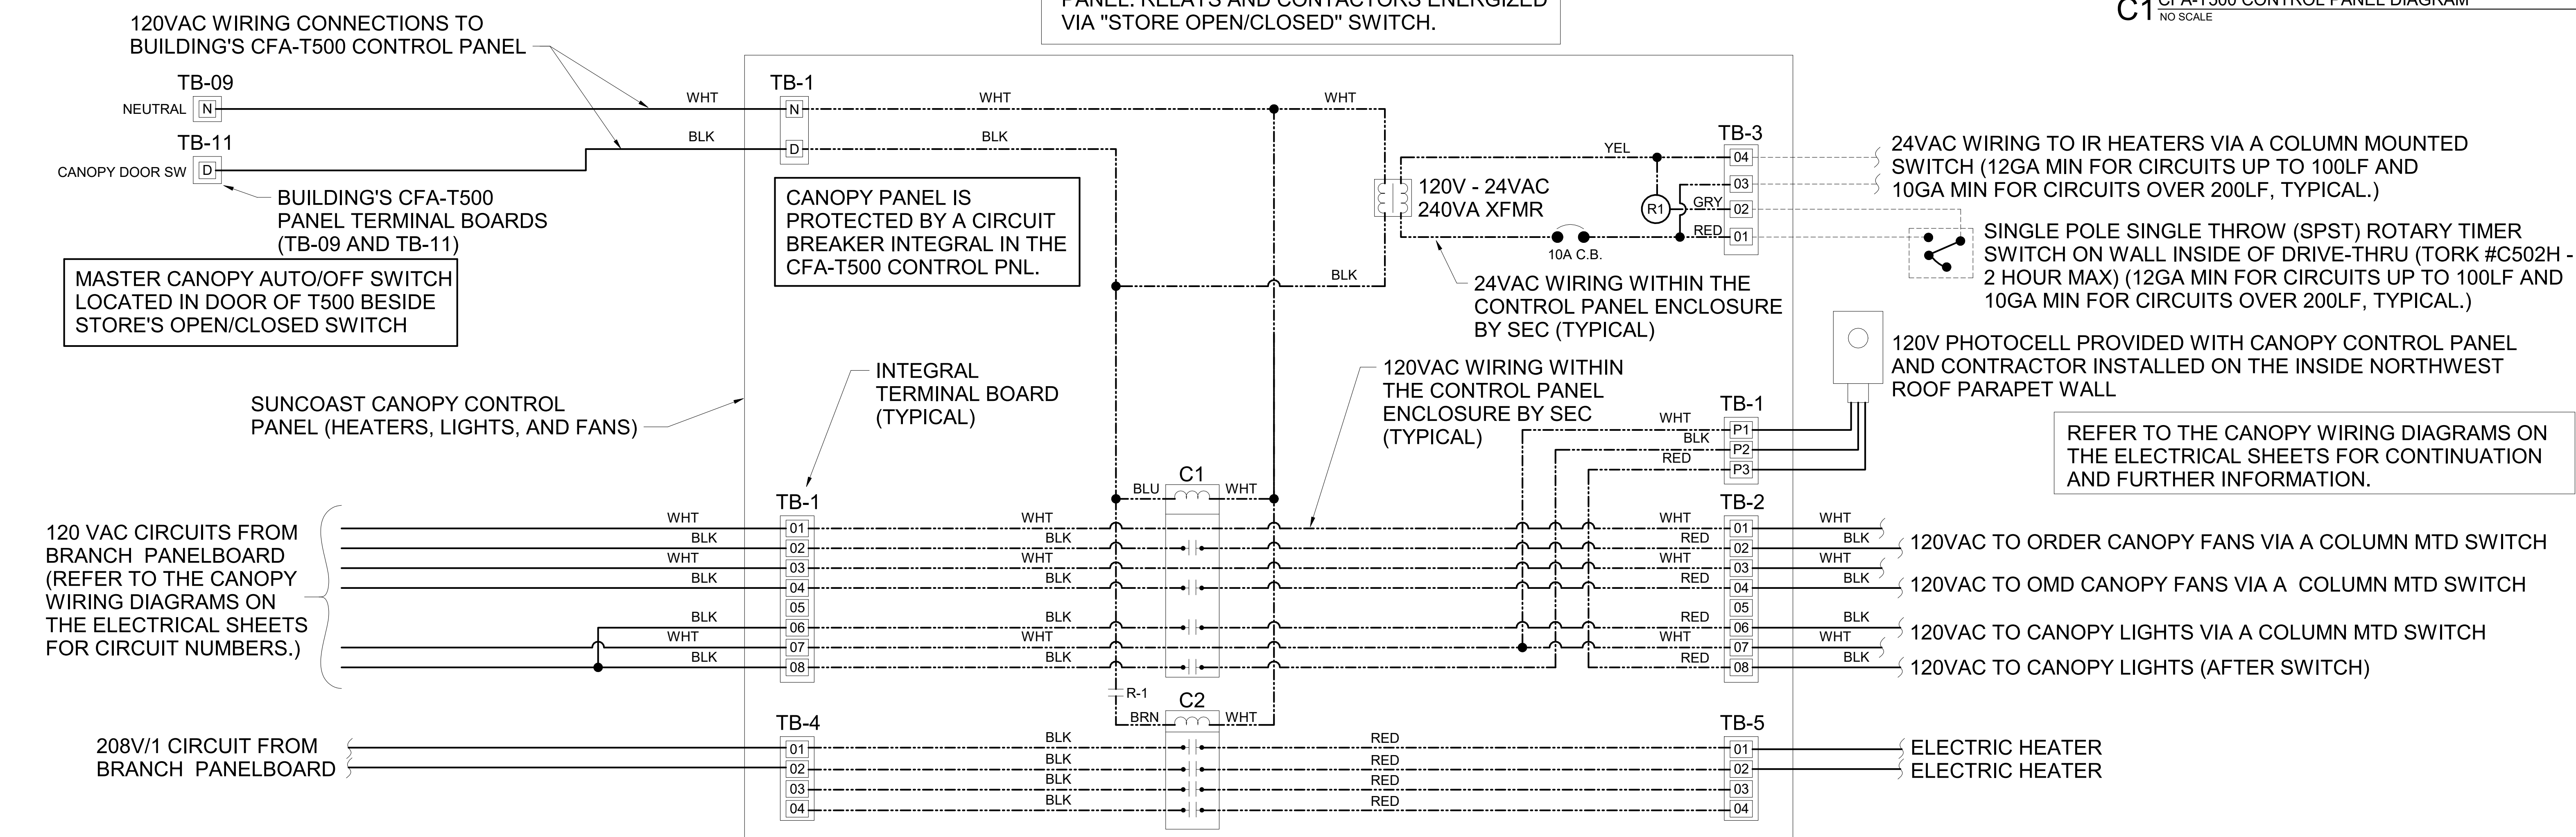 PANEL. RELAYS AND CONTACTORS ENERGIZED
VIA "STORE OPEN/CLOSED" SWITCH.
C1
CFA-T500 CONTROL PANEL DIAGRAM
NO SCALE
120VAC WIRING CONNECTIONS TO
BUILDING'S CFA-T500 CONTROL PANEL
TB-09
NEUTRAL
N
WHT
TB-11
CANOPY DOOR SW
D
BLK
BUILDING'S CFA-T500
PANEL TERMINAL BOARDS
(TB-09 AND TB-11)
MASTER CANOPY AUTO/OFF SWITCH
LOCATED IN DOOR OF T500 BESIDE
STORE'S OPEN/CLOSED SWITCH
SUNCOAST CANOPY CONTROL
PANEL (HEATERS, LIGHTS, AND FANS)
TB-1
N
WHT
WHT
D
BLK
CANOPY PANEL IS
PROTECTED BY A CIRCUIT
BREAKER INTEGRAL IN THE
CFA-T500 CONTROL PNL.
BLK
120V - 24VAC
240VA XFMR
YEL
R1
GRY
RED
10A C.B.
TB-3
04
03
02
01
24VAC WIRING TO IR HEATERS VIA A COLUMN MOUNTED
SWITCH (12GA MIN FOR CIRCUITS UP TO 100LF AND
10GA MIN FOR CIRCUITS OVER 200LF, TYPICAL.)
SINGLE POLE SINGLE THROW (SPST) ROTARY TIMER
SWITCH ON WALL INSIDE OF DRIVE-THRU (TORK #C502H -
2 HOUR MAX) (12GA MIN FOR CIRCUITS UP TO 100LF AND
10GA MIN FOR CIRCUITS OVER 200LF, TYPICAL.)
24VAC WIRING WITHIN THE
CONTROL PANEL ENCLOSURE
BY SEC (TYPICAL)
120V PHOTOCELL PROVIDED WITH CANOPY CONTROL PANEL
AND CONTRACTOR INSTALLED ON THE INSIDE NORTHWEST
ROOF PARAPET WALL
INTEGRAL
TERMINAL BOARD
(TYPICAL)
120VAC WIRING WITHIN
THE CONTROL PANEL
ENCLOSURE BY SEC
(TYPICAL)
TB-1
WHT
P1
BLK
P2
RED
P3
REFER TO THE CANOPY WIRING DIAGRAMS ON
THE ELECTRICAL SHEETS FOR CONTINUATION
AND FURTHER INFORMATION.
120 VAC CIRCUITS FROM
BRANCH PANELBOARD
(REFER TO THE CANOPY
WIRING DIAGRAMS ON
THE ELECTRICAL SHEETS
FOR CIRCUIT NUMBERS.)
C1
BLU
WHT
TB-1
TB-2
WHT 01 WHT WHT 01 WHT
BLK 02 BLK RED 02 BLK
WHT 03 WHT WHT 03 WHT
BLK 04 BLK RED 04 BLK
05 05
BLK 06 BLK RED 06 BLK
WHT 07 WHT WHT 07 WHT
BLK 08 BLK RED 08 BLK
120VAC TO ORDER CANOPY FANS VIA A COLUMN MTD SWITCH
120VAC TO OMD CANOPY FANS VIA A COLUMN MTD SWITCH
120VAC TO CANOPY LIGHTS VIA A COLUMN MTD SWITCH
120VAC TO CANOPY LIGHTS (AFTER SWITCH)
R-1
C2
BRN
WHT
208V/1 CIRCUIT FROM
BRANCH PANELBOARD
TB-4
TB-5
01 BLK RED 01
02 BLK RED 02
03 BLK RED 03
04 BLK RED 04
ELECTRIC HEATER
ELECTRIC HEATER